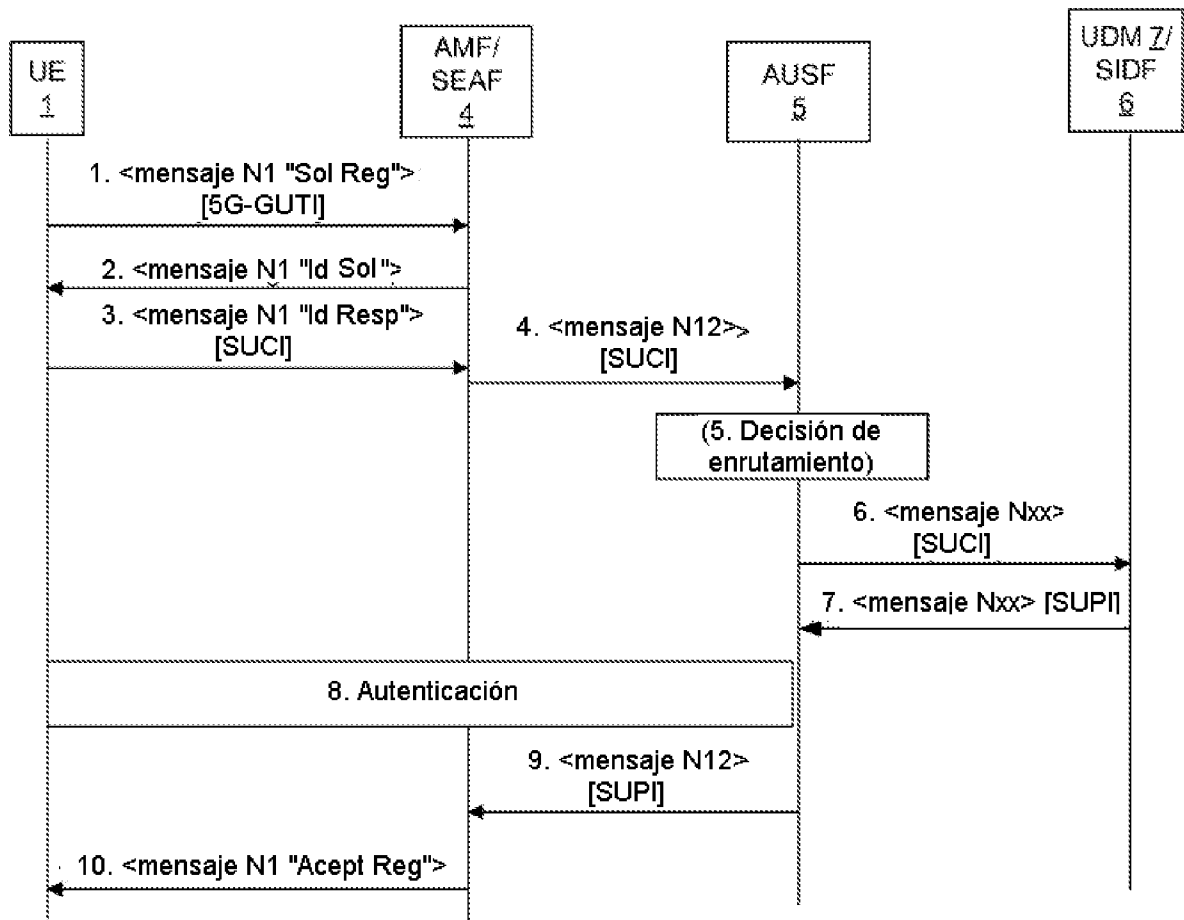 UE
1
AMF/
SEAF
4
AUSF
5
UDM 7/
SIDF
6
1. <mensaje N1 "Sol Reg">
[5G-GUTI]
2. <mensaje N1 "Id Sol">
3. <mensaje N1 "Id Resp">
[SUCI]
4. <mensaje N12>
[SUCI]
(5. Decisión de
enrutamiento)
6. <mensaje Nxx>
[SUCI]
7. <mensaje Nxx> [SUPI]
8. Autenticación
9. <mensaje N12>
[SUPI]
10. <mensaje N1 "Acept Reg">